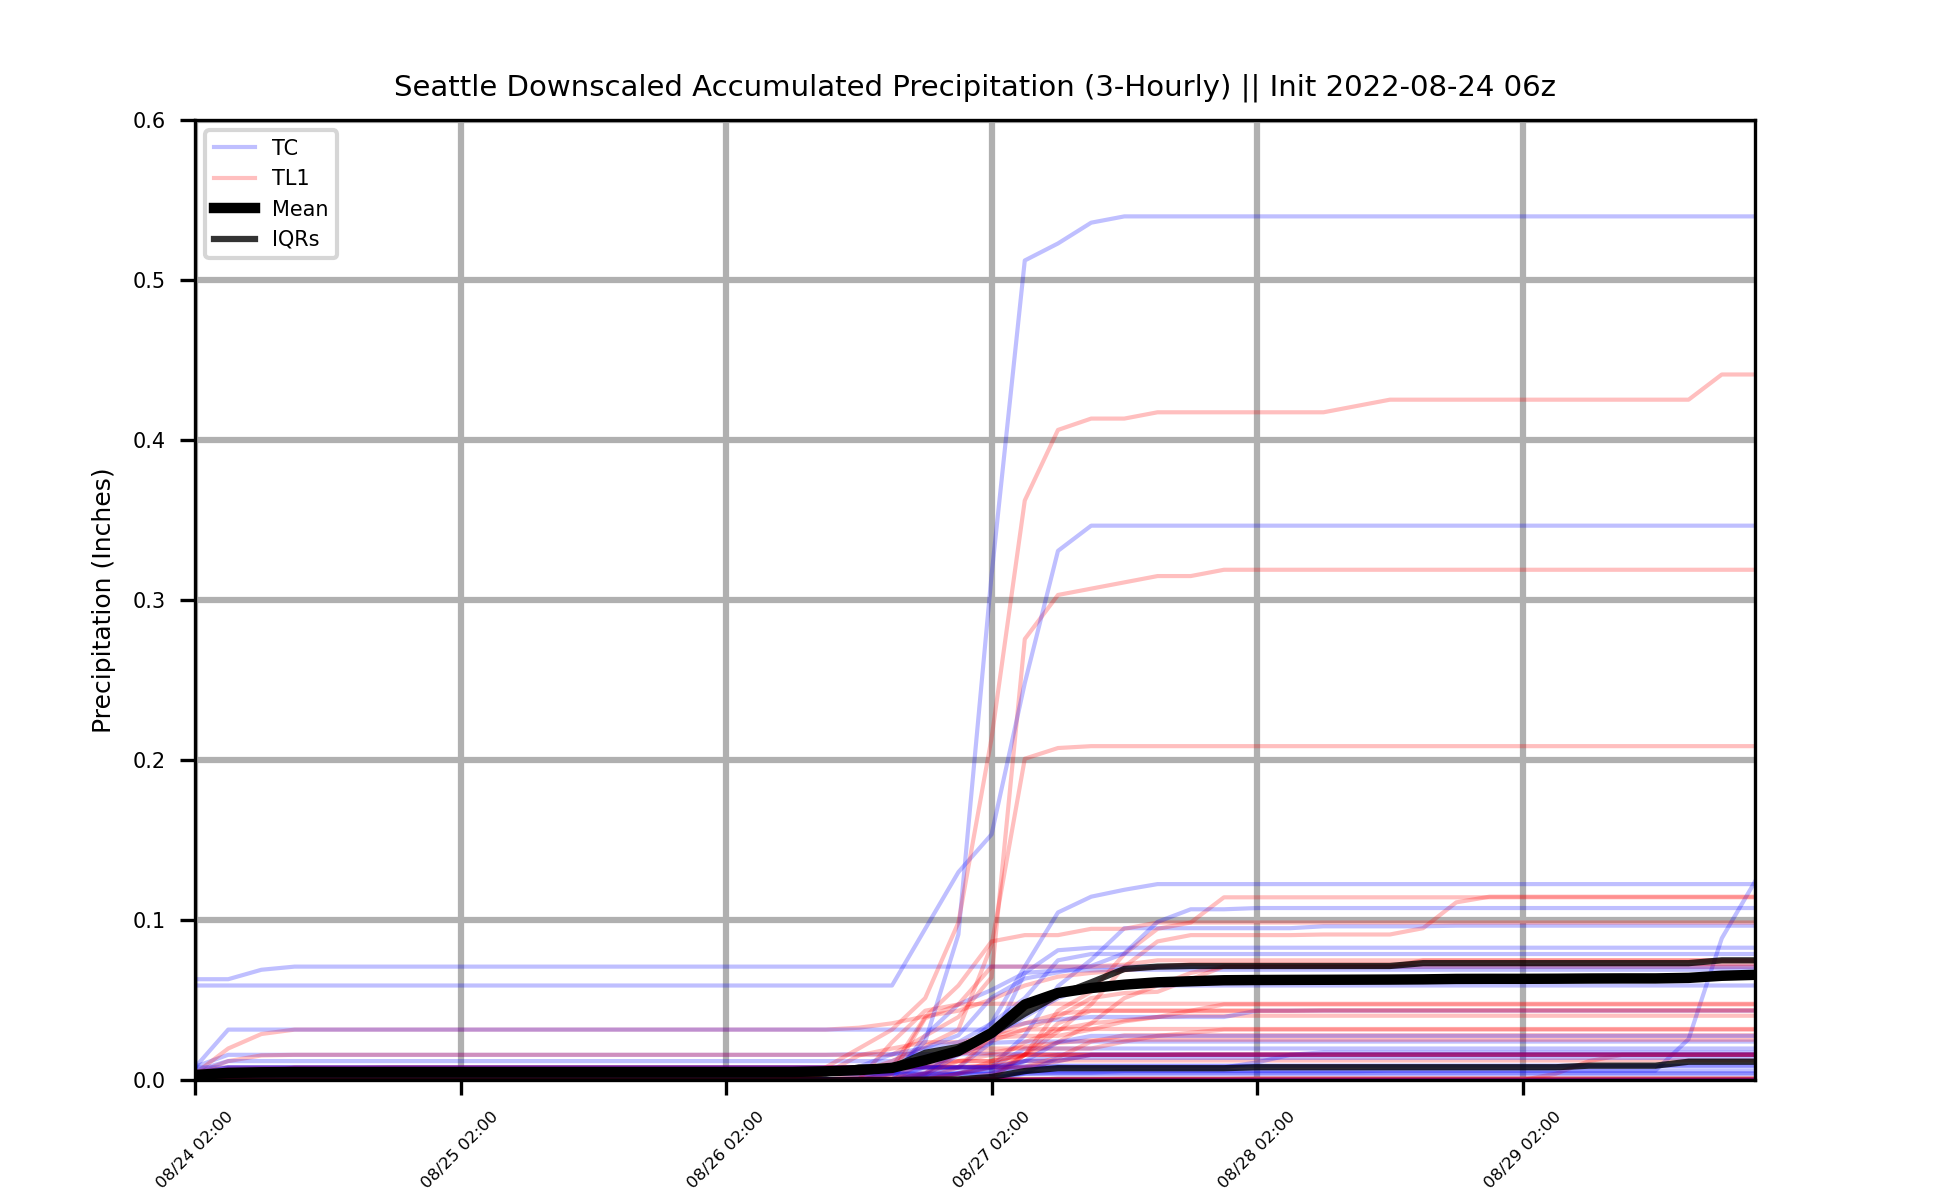 Seattle Downscaled Accumulated Precipitation (3-Hourly) || Init 2022-08-24 06z
TC
TL1
Mean
IQRs
Precipitation (Inches)
0.6
0.5
0.4
0.3
0.2
0.1
0.0
08/24 02:00
08/25 02:00
08/26 02:00
08/27 02:00
08/28 02:00
08/29 02:00